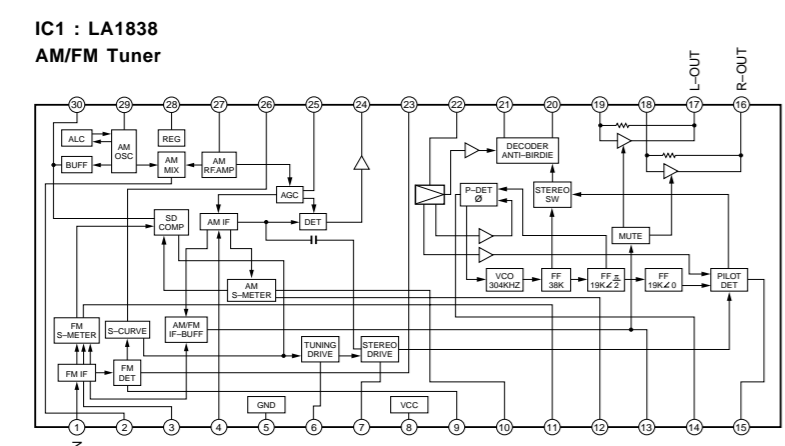 IC1 : LA1838
AM/FM Tuner
L–OUT
R–OUT
30 29 28 27 26 25 24 23 22 21 20 19 18 17 16
ALC
AM
OSC
REG
BUFF
AM
MIX
AM
RF.AMP
AGC
DECODER
ANTI–BIRDIE
P–DET
Ø
STEREO
SW
SD
COMP
AM IF
DET
MUTE
AM
S–METER
VCO
304KHZ
FF
38K
FF
19K∠π/2
FF
19K∠0
PILOT
DET
FM
S–METER
S–CURVE
AM/FM
IF–BUFF
TUNING
DRIVE
STEREO
DRIVE
FM IF
FM
DET
GND
VCC
1 2 3 4 5 6 7 8 9 10 11 12 13 14 15